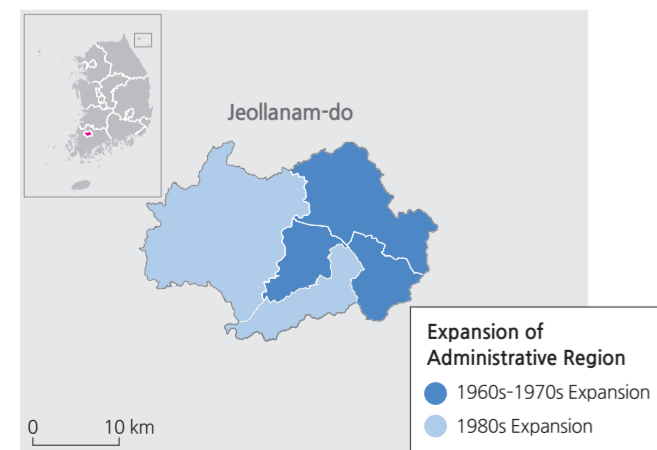 Jeollanam-do
Expansion of
Administrative Region
1960s-1970s Expansion
1980s Expansion
0 10 km